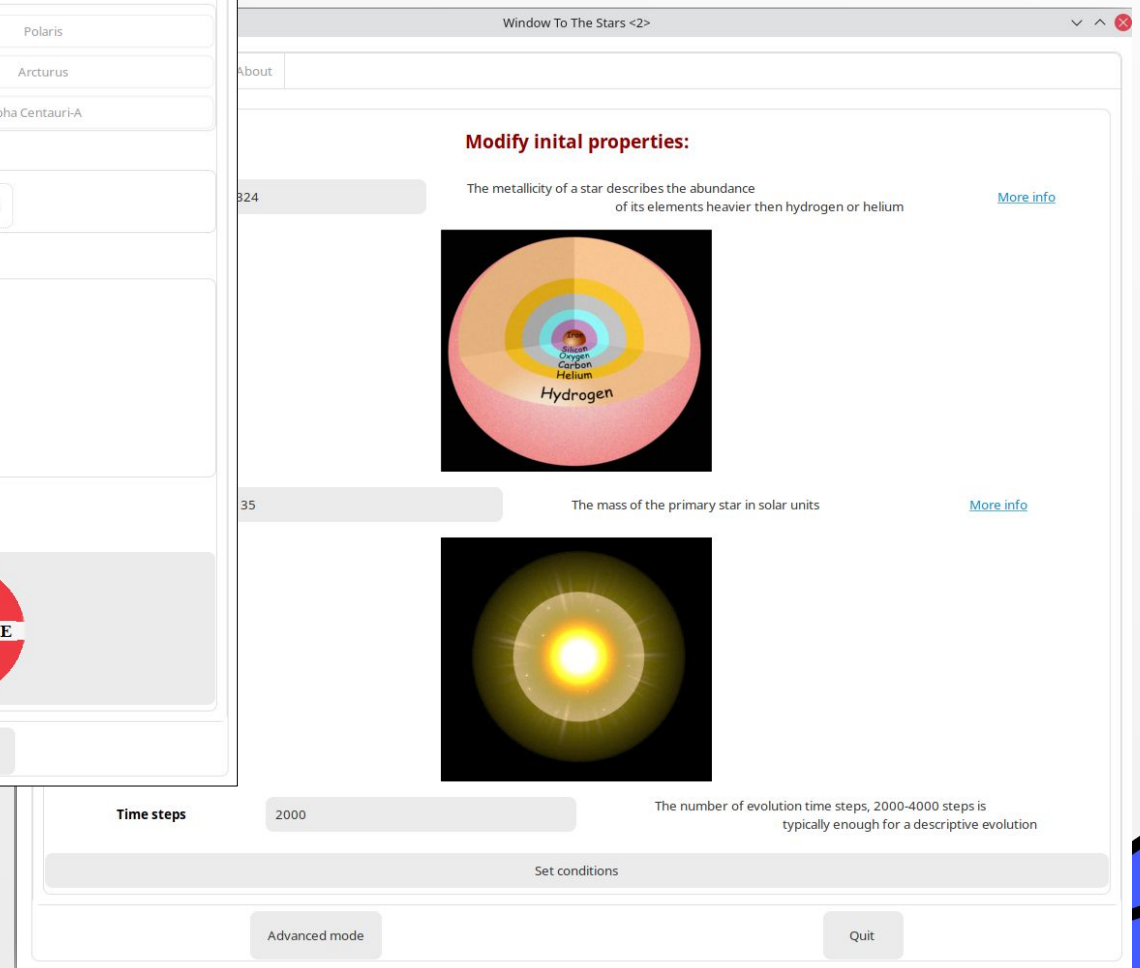 Window To The Stars <2>
Polaris
Arcturus
pha Centauri-A
E
About
Modify inital properties:
324
The metallicity of a star describes the abundance
of its elements heavier then hydrogen or helium
More info
Iron
Silicon
Oxygen
Carbon
Helium
Hydrogen
35
The mass of the primary star in solar units
More info
Time steps
2000
The number of evolution time steps, 2000-4000 steps is
typically enough for a descriptive evolution
Set conditions
Advanced mode
Quit